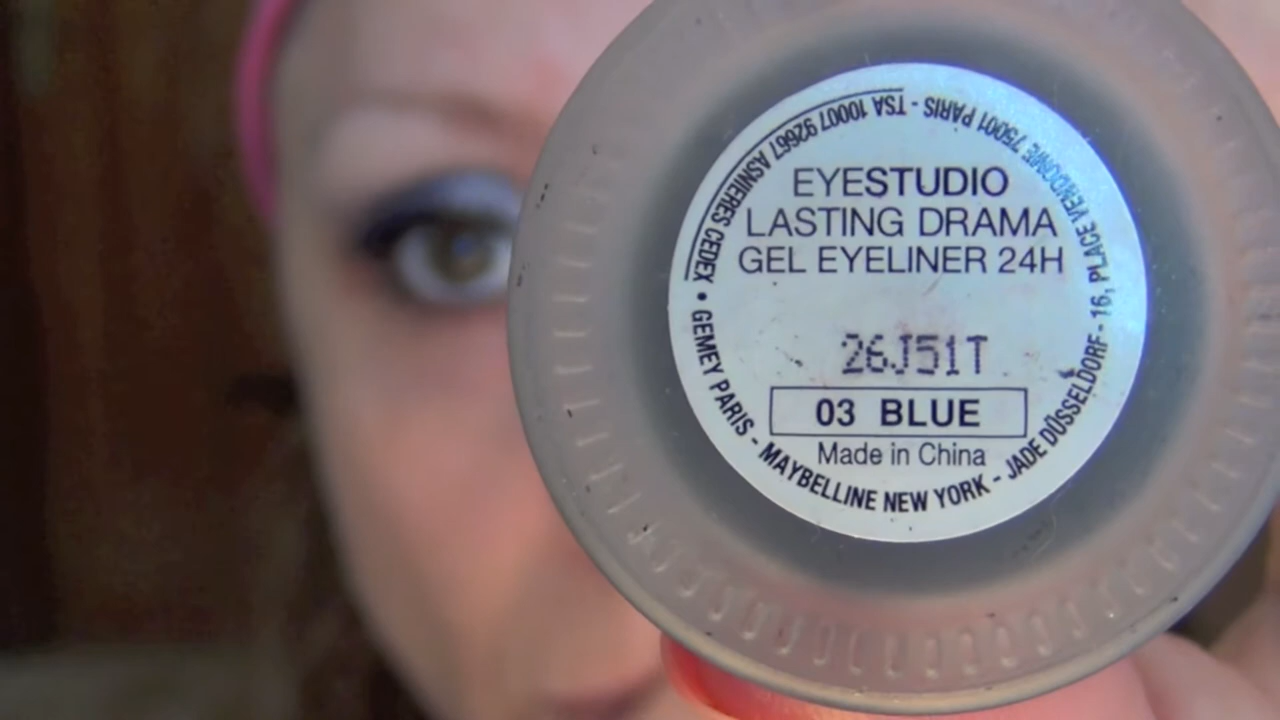 EYESTUDIO
LASTING DRAMA
GEL EYELINER 24H
26J51T
03 BLUE
Made in China
• GEMEY PARIS - MAYBELLINE NEW YORK - JADE DÜSSELDORF - 16, PLACE VENDOME 75001 PARIS - TSA 10007 92667 ASNIERES CEDEX